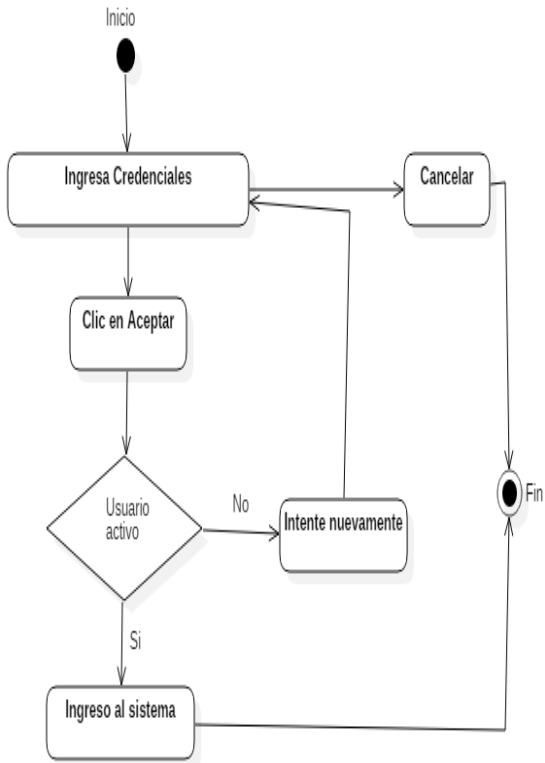 Inicio
Ingresa Credenciales
Cancelar
Clic en Aceptar
Usuario
activo
No
Intente nuevamente
Fin
Si
Ingreso al sistema